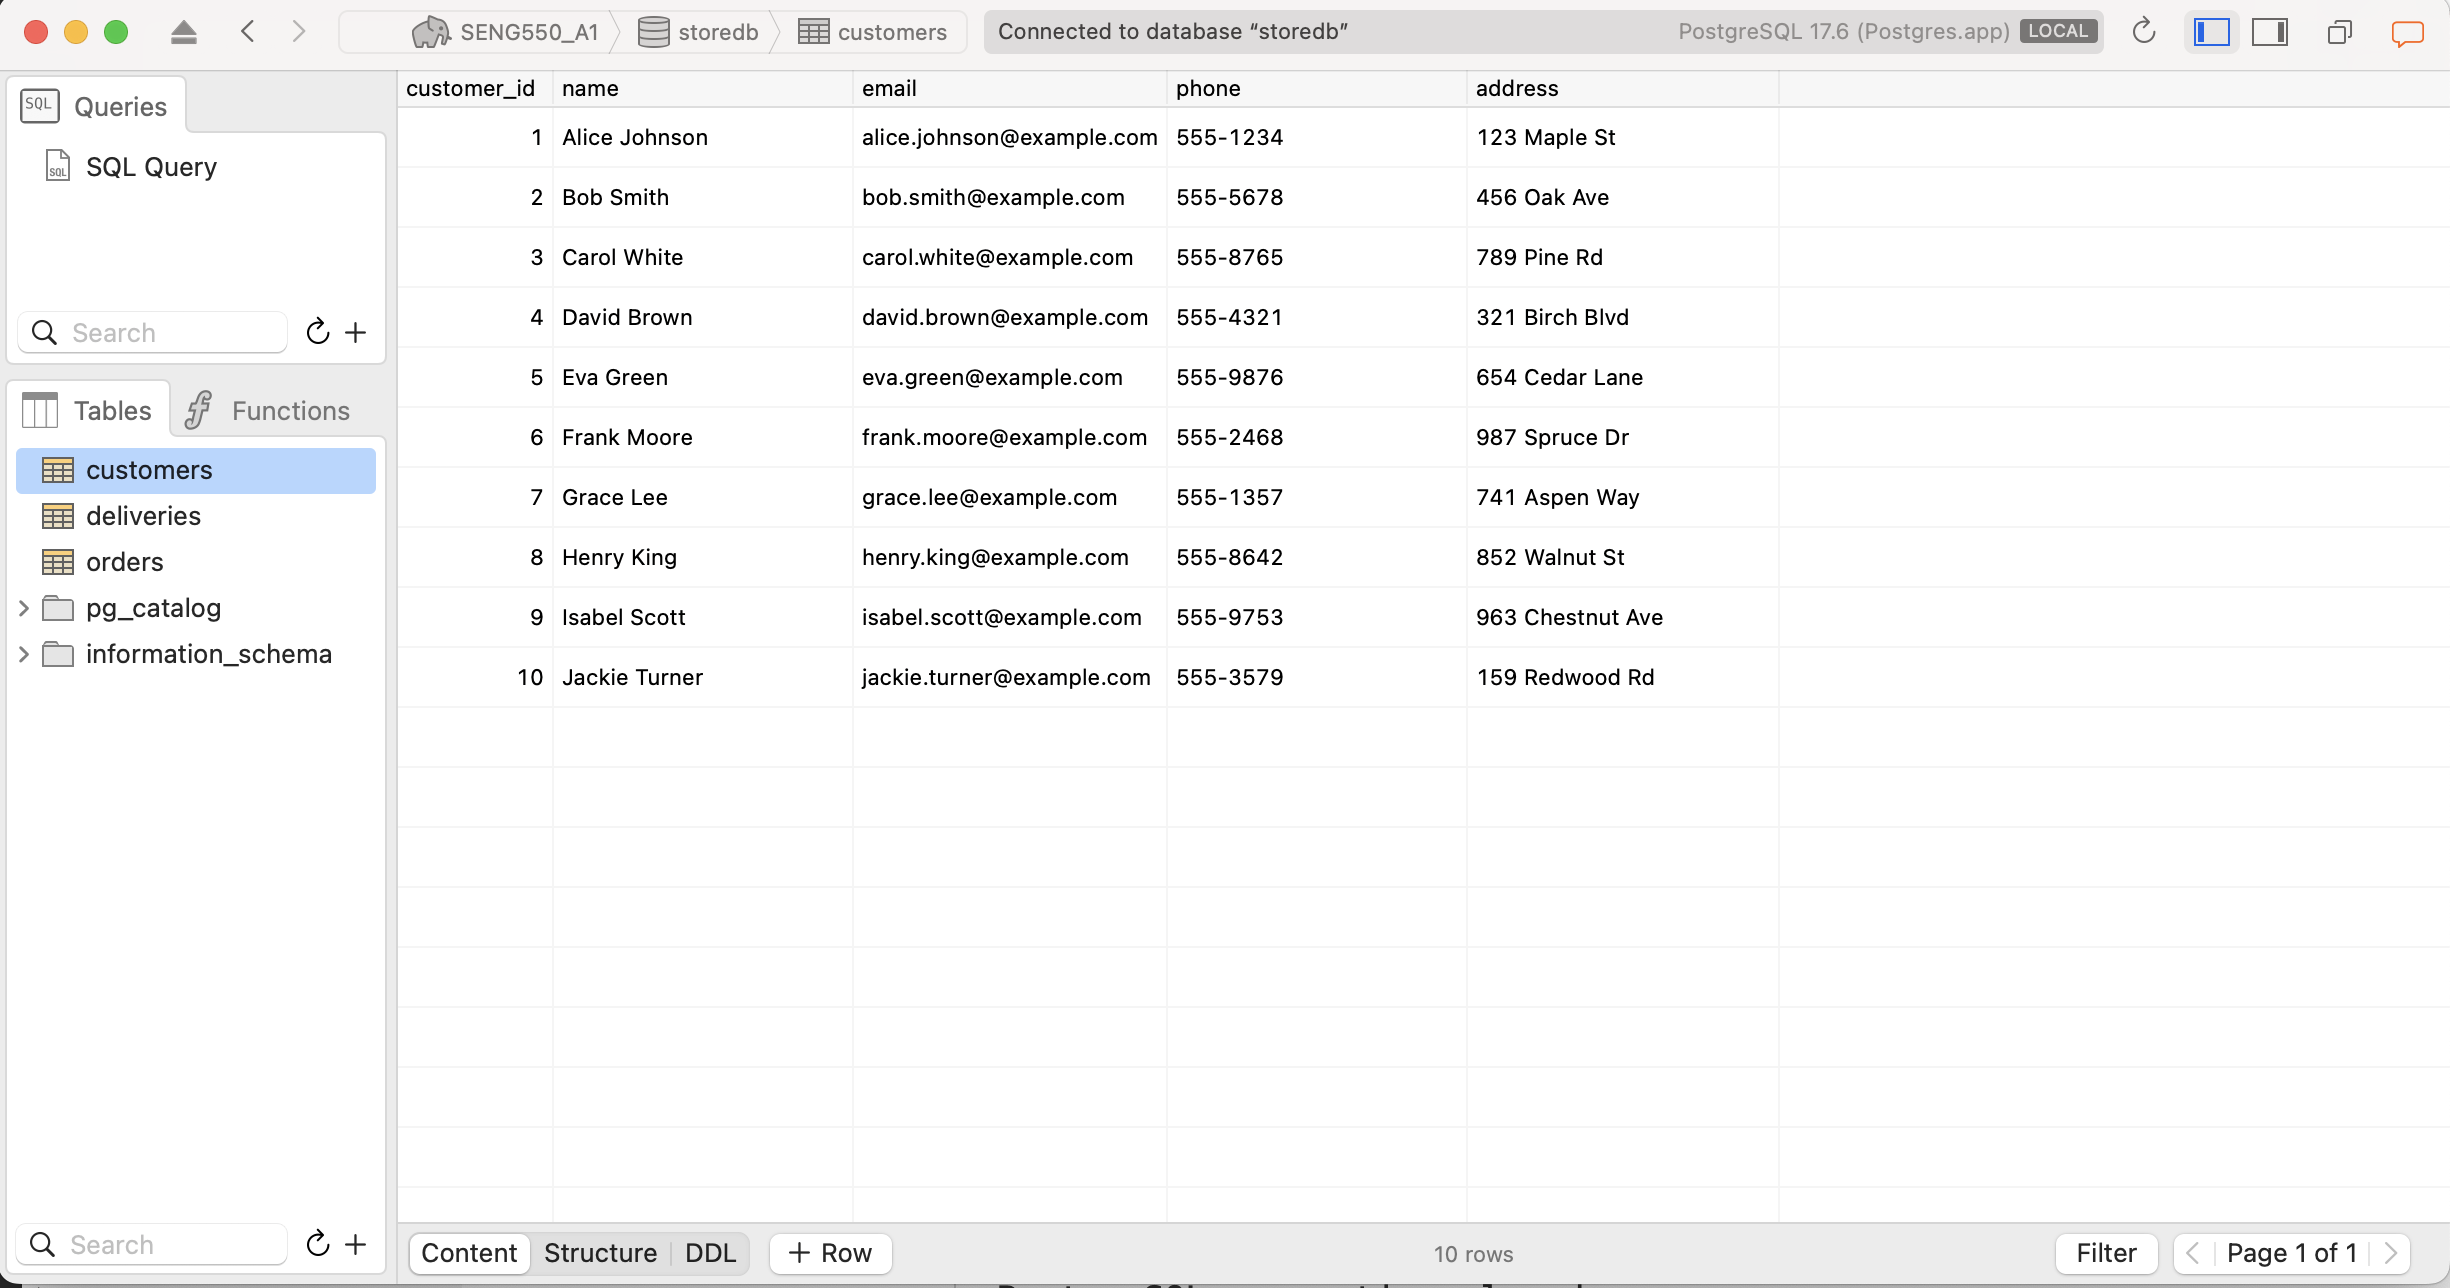 SENG550_A1 storedb customers Connected to database “storedb” PostgreSQL 17.6 (Postgres.app) LOCAL
SQL Queries
SQL SQL Query
Search
Tables Functions
customers
deliveries
orders
pg_catalog
information_schema
Search
customer_id name email phone address
1 Alice Johnson alice.johnson@example.com 555-1234 123 Maple St
2 Bob Smith bob.smith@example.com 555-5678 456 Oak Ave
3 Carol White carol.white@example.com 555-8765 789 Pine Rd
4 David Brown david.brown@example.com 555-4321 321 Birch Blvd
5 Eva Green eva.green@example.com 555-9876 654 Cedar Lane
6 Frank Moore frank.moore@example.com 555-2468 987 Spruce Dr
7 Grace Lee grace.lee@example.com 555-1357 741 Aspen Way
8 Henry King henry.king@example.com 555-8642 852 Walnut St
9 Isabel Scott isabel.scott@example.com 555-9753 963 Chestnut Ave
10 Jackie Turner jackie.turner@example.com 555-3579 159 Redwood Rd
Content Structure DDL + Row 10 rows Filter Page 1 of 1